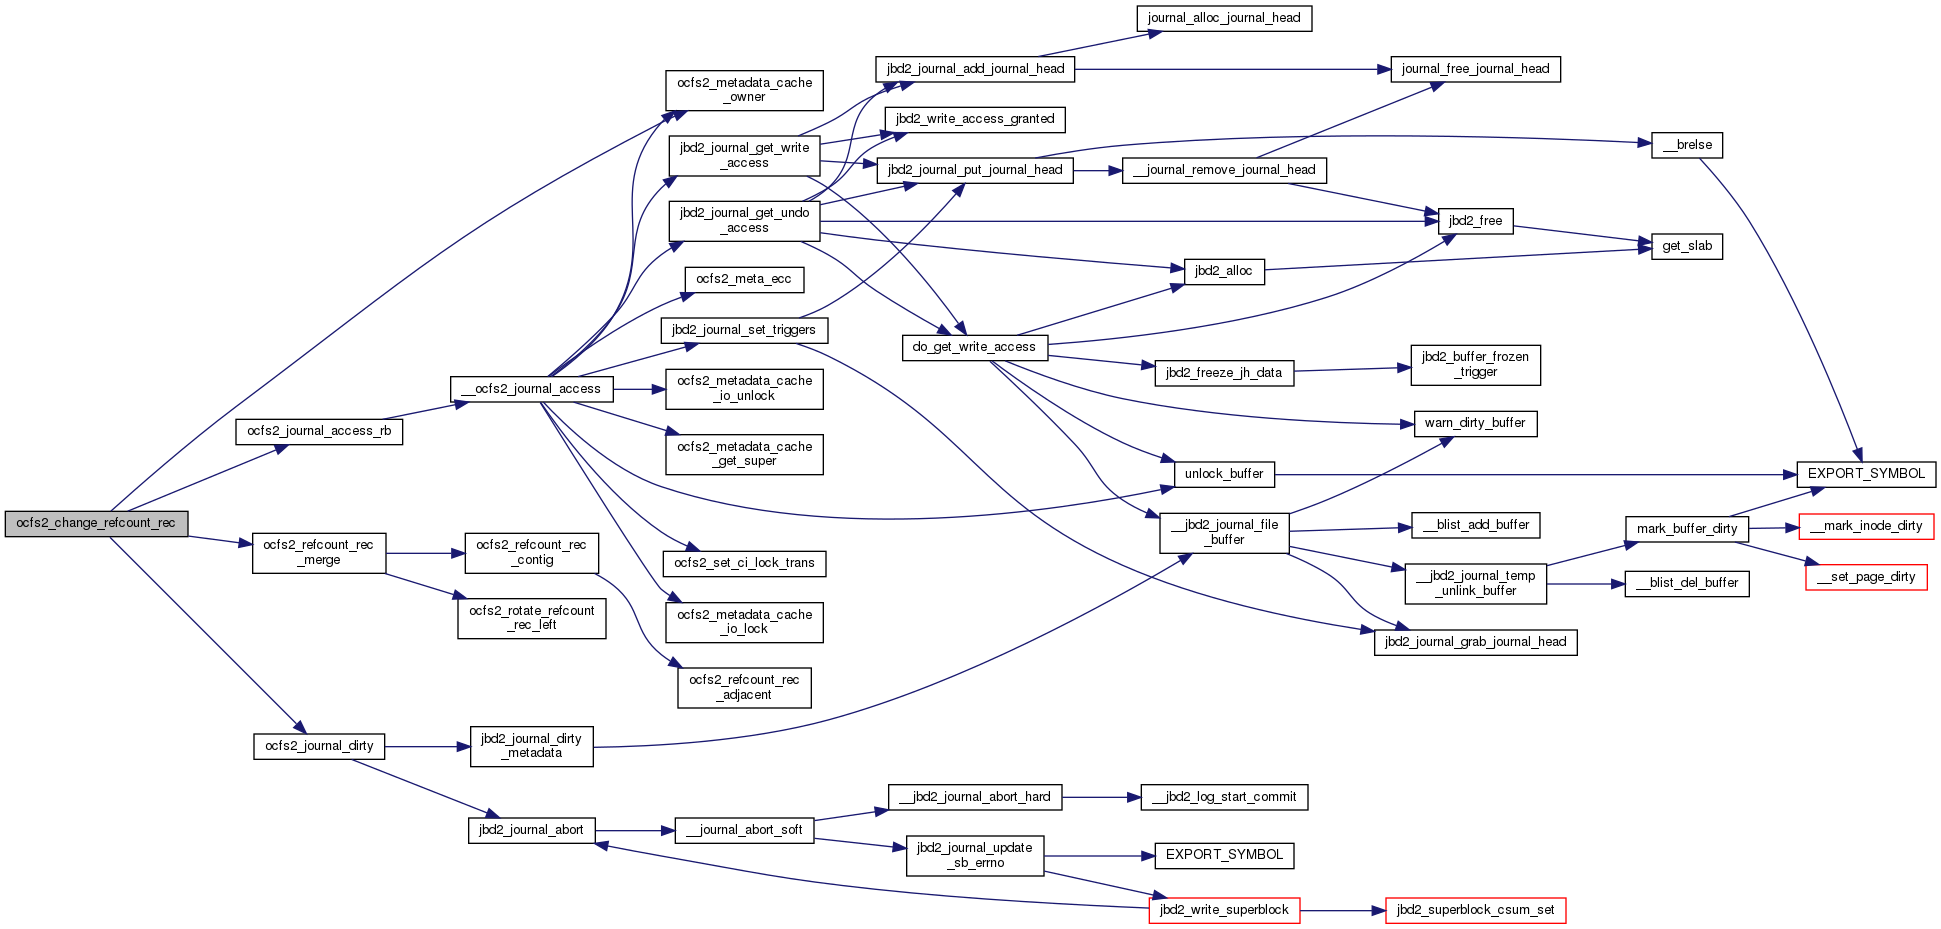 journal_alloc_journal_head
jbd2_journal_add_journal_head
journal_free_journal_head
ocfs2_metadata_cache
_owner
jbd2_write_access_granted
jbd2_journal_get_write
_access
__brelse
jbd2_journal_put_journal_head
__journal_remove_journal_head
jbd2_journal_get_undo
_access
jbd2_free
get_slab
ocfs2_meta_ecc
jbd2_alloc
jbd2_journal_set_triggers
do_get_write_access
jbd2_freeze_jh_data
jbd2_buffer_frozen
_trigger
__ocfs2_journal_access
ocfs2_metadata_cache
_io_unlock
ocfs2_journal_access_rb
warn_dirty_buffer
ocfs2_metadata_cache
_get_super
unlock_buffer
EXPORT_SYMBOL
ocfs2_change_refcount_rec
__jbd2_journal_file
_buffer
__blist_add_buffer
mark_buffer_dirty
__mark_inode_dirty
ocfs2_refcount_rec
_merge
ocfs2_refcount_rec
_contig
ocfs2_set_ci_lock_trans
__jbd2_journal_temp
_unlink_buffer
__blist_del_buffer
__set_page_dirty
ocfs2_rotate_refcount
_rec_left
ocfs2_metadata_cache
_io_lock
jbd2_journal_grab_journal_head
ocfs2_refcount_rec
_adjacent
ocfs2_journal_dirty
jbd2_journal_dirty
_metadata
__jbd2_journal_abort_hard
__jbd2_log_start_commit
jbd2_journal_abort
__journal_abort_soft
jbd2_journal_update
_sb_errno
EXPORT_SYMBOL
jbd2_write_superblock
jbd2_superblock_csum_set